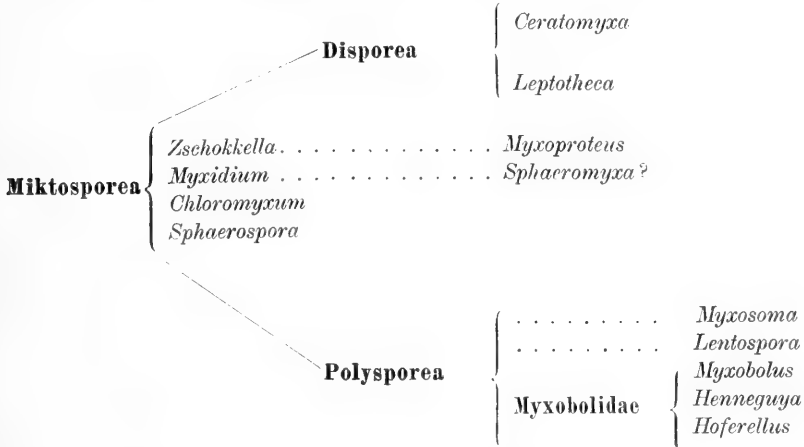 Ceratomyxa
Disporea
Leptotheca
Zschokkella . . . . . . . . . . . . . Myxoproteus
Miktosporea Myxidium . . . . . . . . . . . . . Sphaeromyxa?
Chloromyxum
Sphaerospora
. . . . . . . . . Myxosoma
. . . . . . . . . Lentospora
Polysporea Myxobolus
Myxobolidae Henneguya
Hoferellus